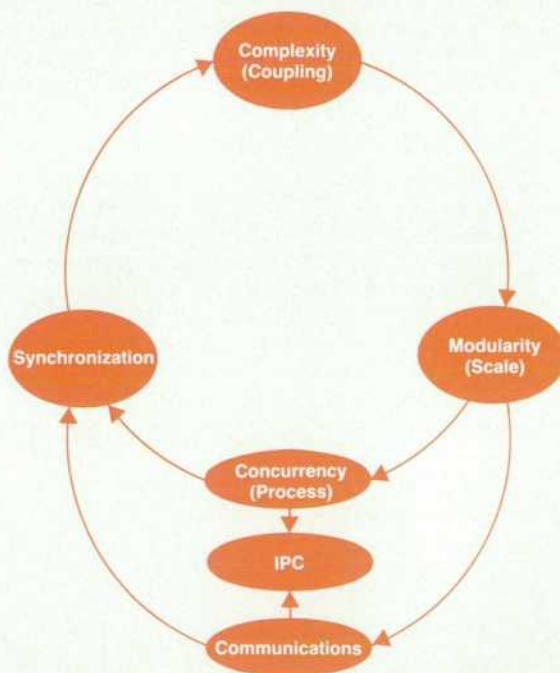 Complexity
(Coupling)
Synchronization
Modularity
(Scale)
Concurrency
(Process)
IPC
Communications